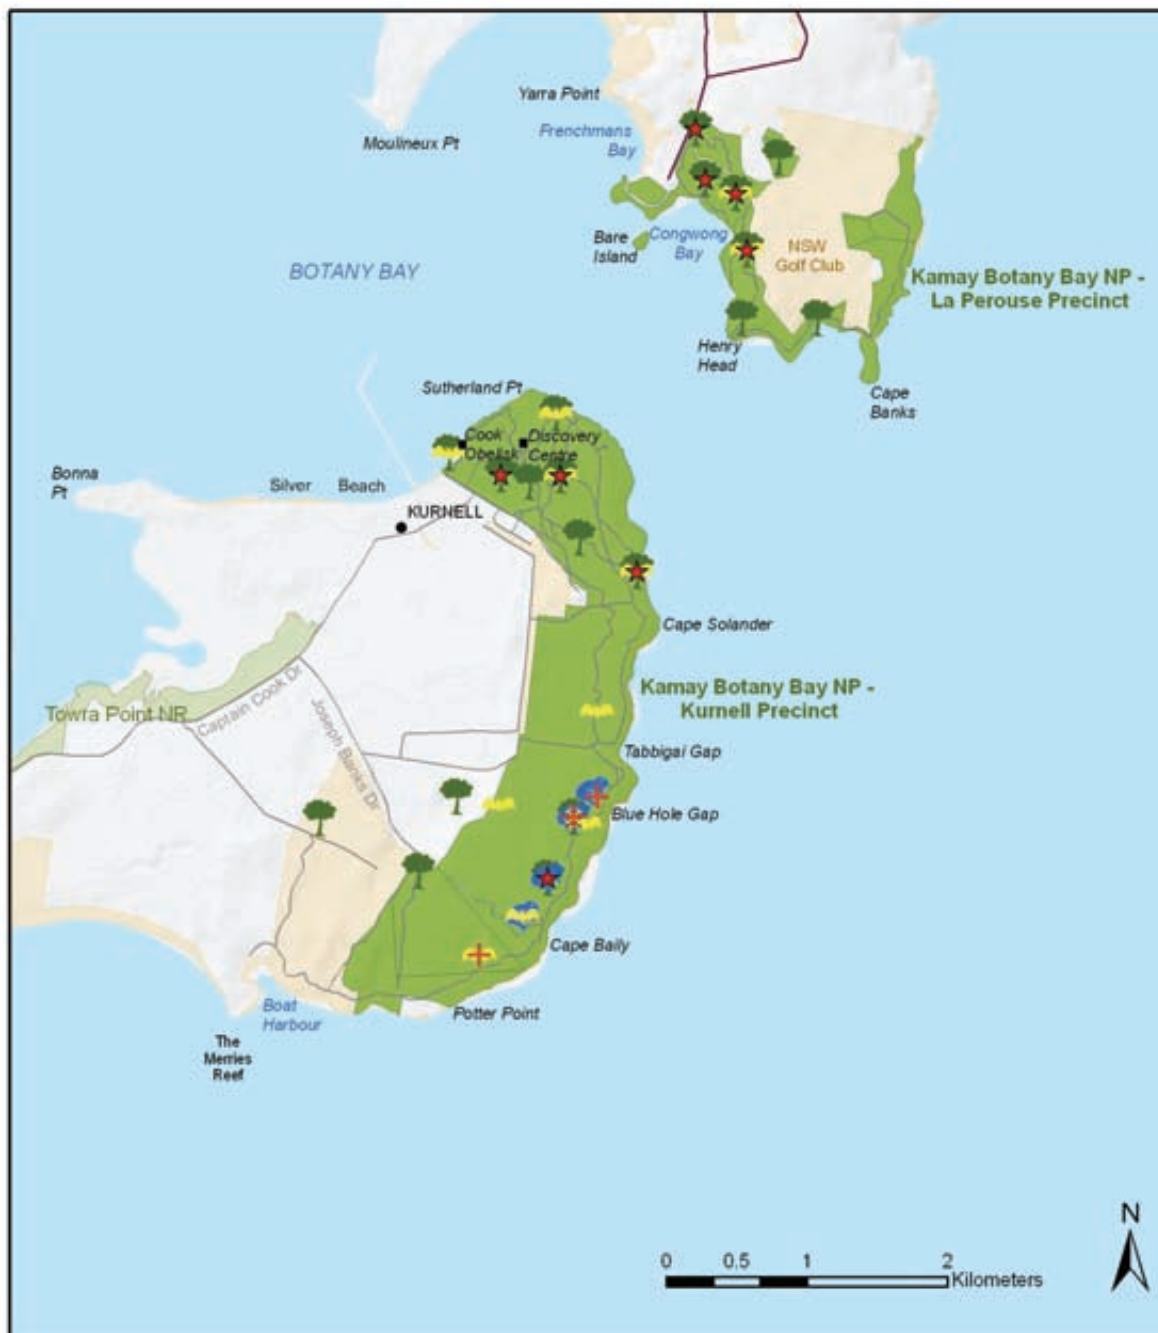 Yarra Point
Frenchmans
Bay
Moulineux Pt
Bare
Island
Congwong
Bay
NSW
Golf Club
BOTANY BAY
Kamay Botany Bay NP -
La Perouse Precinct
Henry
Head
Cape
Banks
Sutherland Pt
Cook
Obelisk
Discovery
Centre
Bonna
Pt
Silver Beach
KURNELL
Cape Solander
Kamay Botany Bay NP -
Kurnell Precinct
Towra Point NR
Captain Cook Dr
Joseph Banks Dr
Tabbigai Gap
Blue Hole Gap
Cape Baily
Potter Point
Boat
Harbour
The
Merries
Reef
N
0 0.5 1 2
Kilometers